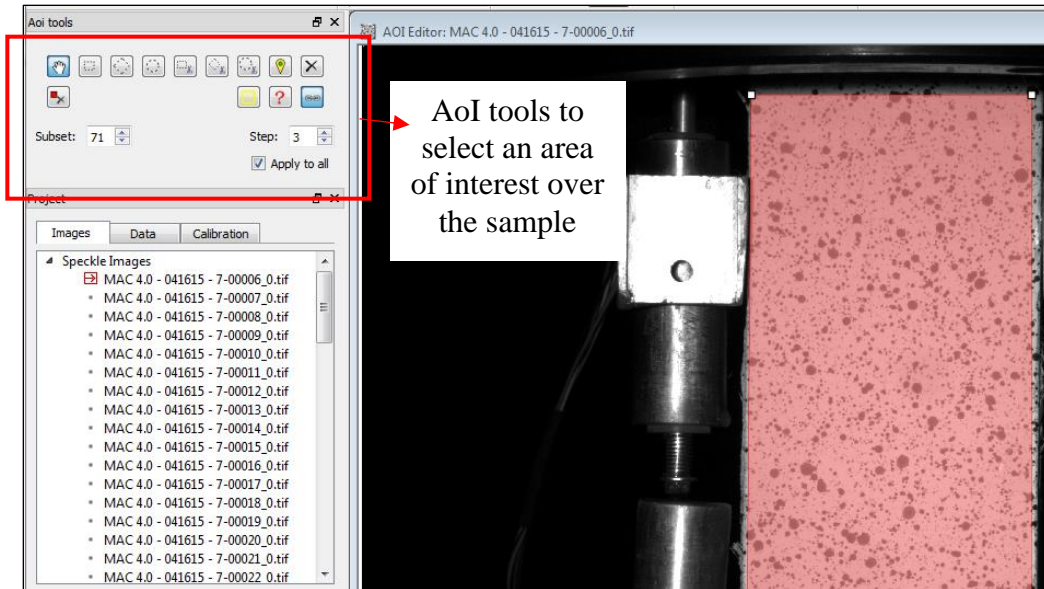 Aoi tools
AOI Editor: MAC 4.0 - 041615 - 7-00006_0.tif
Subset: 71
Step: 3
Apply to all
AoI tools to
select an area
of interest over
the sample
Project
Images Data Calibration
Speckle Images
MAC 4.0 - 041615 - 7-00006_0.tif
MAC 4.0 - 041615 - 7-00007_0.tif
MAC 4.0 - 041615 - 7-00008_0.tif
MAC 4.0 - 041615 - 7-00009_0.tif
MAC 4.0 - 041615 - 7-00010_0.tif
MAC 4.0 - 041615 - 7-00011_0.tif
MAC 4.0 - 041615 - 7-00012_0.tif
MAC 4.0 - 041615 - 7-00013_0.tif
MAC 4.0 - 041615 - 7-00014_0.tif
MAC 4.0 - 041615 - 7-00015_0.tif
MAC 4.0 - 041615 - 7-00016_0.tif
MAC 4.0 - 041615 - 7-00017_0.tif
MAC 4.0 - 041615 - 7-00018_0.tif
MAC 4.0 - 041615 - 7-00019_0.tif
MAC 4.0 - 041615 - 7-00020_0.tif
MAC 4.0 - 041615 - 7-00021_0.tif
MAC 4.0 - 041615 - 7-00022_0.tif